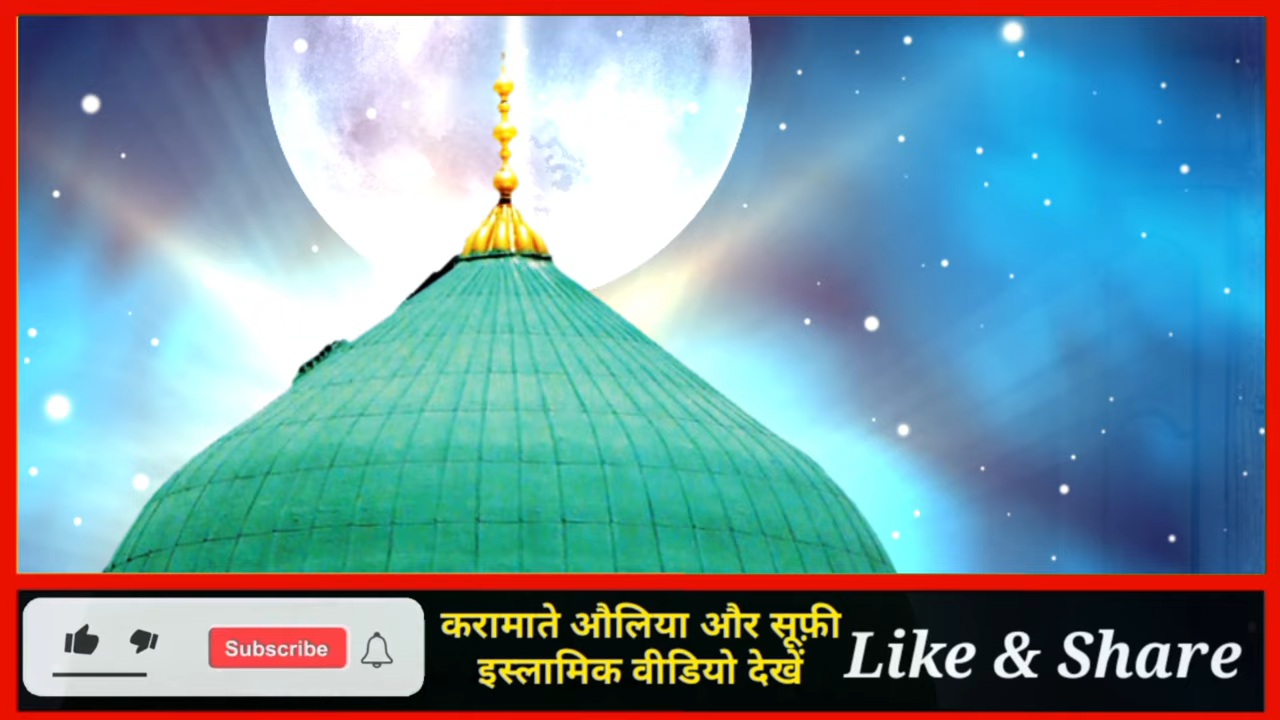 Subscribe
करामाते औलिया और सूफ़ी
इस्लामिक वीडियो देखें
Like & Share